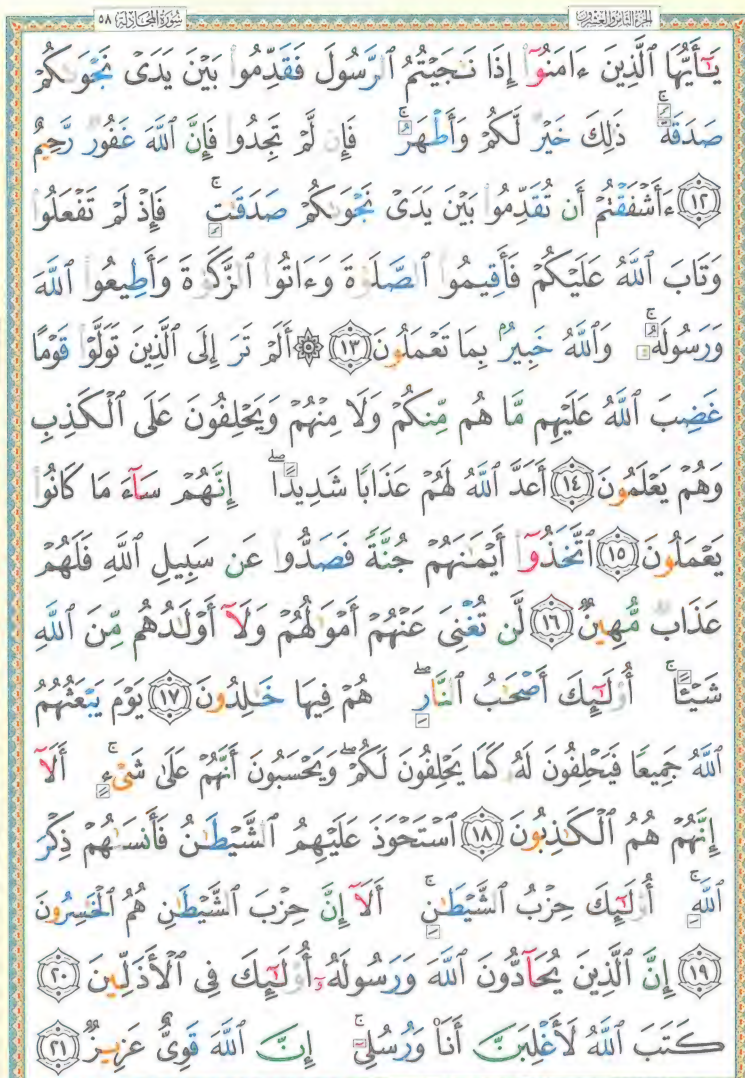 الجزء الثامن والعشرون سورة المجادلة ٥٨
يَـٰٓأَيُّهَا ٱلَّذِينَ ءَامَنُوٓا۟ إِذَا نَـٰجَيْتُمُ ٱلرَّسُولَ فَقَدِّمُوا۟ بَيْنَ يَدَىْ نَجْوَىٰكُمْ
صَدَقَةً ۚ ذَٰلِكَ خَيْرٌ لَّكُمْ وَأَطْهَرُ ۚ فَإِن لَّمْ تَجِدُوا۟ فَإِنَّ ٱللَّهَ غَفُورٌ رَّحِيمٌ
﴿١٢﴾ ءَأَشْفَقْتُمْ أَن تُقَدِّمُوا۟ بَيْنَ يَدَىْ نَجْوَىٰكُمْ صَدَقَـٰتٍ ۚ فَإِذْ لَمْ تَفْعَلُوا۟
وَتَابَ ٱللَّهُ عَلَيْكُمْ فَأَقِيمُوا۟ ٱلصَّلَوٰةَ وَءَاتُوا۟ ٱلزَّكَوٰةَ وَأَطِيعُوا۟ ٱللَّهَ
وَرَسُولَهُۥ ۚ وَٱللَّهُ خَبِيرٌۢ بِمَا تَعْمَلُونَ ﴿١٣﴾ ۞ أَلَمْ تَرَ إِلَى ٱلَّذِينَ تَوَلَّوْا۟ قَوْمًا
غَضِبَ ٱللَّهُ عَلَيْهِم مَّا هُم مِّنكُمْ وَلَا مِنْهُمْ وَيَحْلِفُونَ عَلَى ٱلْكَذِبِ
وَهُمْ يَعْلَمُونَ ﴿١٤﴾ أَعَدَّ ٱللَّهُ لَهُمْ عَذَابًا شَدِيدًا ۖ إِنَّهُمْ سَآءَ مَا كَانُوا۟
يَعْمَلُونَ ﴿١٥﴾ ٱتَّخَذُوٓا۟ أَيْمَـٰنَهُمْ جُنَّةً فَصَدُّوا۟ عَن سَبِيلِ ٱللَّهِ فَلَهُمْ
عَذَابٌ مُّهِينٌ ﴿١٦﴾ لَّن تُغْنِىَ عَنْهُمْ أَمْوَٰلُهُمْ وَلَآ أَوْلَـٰدُهُم مِّنَ ٱللَّهِ
شَيْـًٔا ۚ أُو۟لَـٰٓئِكَ أَصْحَـٰبُ ٱلنَّارِ ۖ هُمْ فِيهَا خَـٰلِدُونَ ﴿١٧﴾ يَوْمَ يَبْعَثُهُمُ
ٱللَّهُ جَمِيعًا فَيَحْلِفُونَ لَهُۥ كَمَا يَحْلِفُونَ لَكُمْ ۖ وَيَحْسَبُونَ أَنَّهُمْ عَلَىٰ شَىْءٍ ۚ أَلَآ
إِنَّهُمْ هُمُ ٱلْكَـٰذِبُونَ ﴿١٨﴾ ٱسْتَحْوَذَ عَلَيْهِمُ ٱلشَّيْطَـٰنُ فَأَنسَىٰهُمْ ذِكْرَ
ٱللَّهِ ۚ أُو۟لَـٰٓئِكَ حِزْبُ ٱلشَّيْطَـٰنِ ۚ أَلَآ إِنَّ حِزْبَ ٱلشَّيْطَـٰنِ هُمُ ٱلْخَـٰسِرُونَ
﴿١٩﴾ إِنَّ ٱلَّذِينَ يُحَآدُّونَ ٱللَّهَ وَرَسُولَهُۥٓ أُو۟لَـٰٓئِكَ فِى ٱلْأَذَلِّينَ ﴿٢٠﴾
كَتَبَ ٱللَّهُ لَأَغْلِبَنَّ أَنَا۠ وَرُسُلِىٓ ۚ إِنَّ ٱللَّهَ قَوِىٌّ عَزِيزٌ ﴿٢١﴾